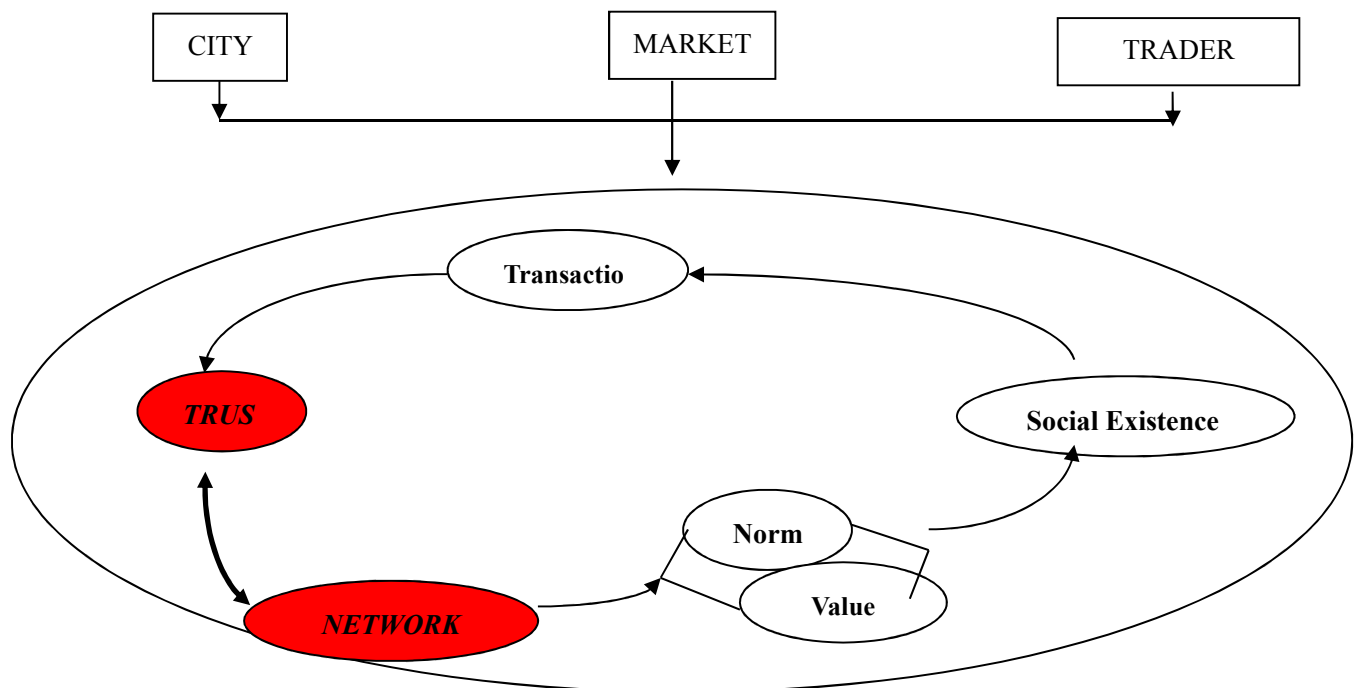 CITY
MARKET
TRADER
Transactio
TRUS
Social Existence
Norm
Value
NETWORK